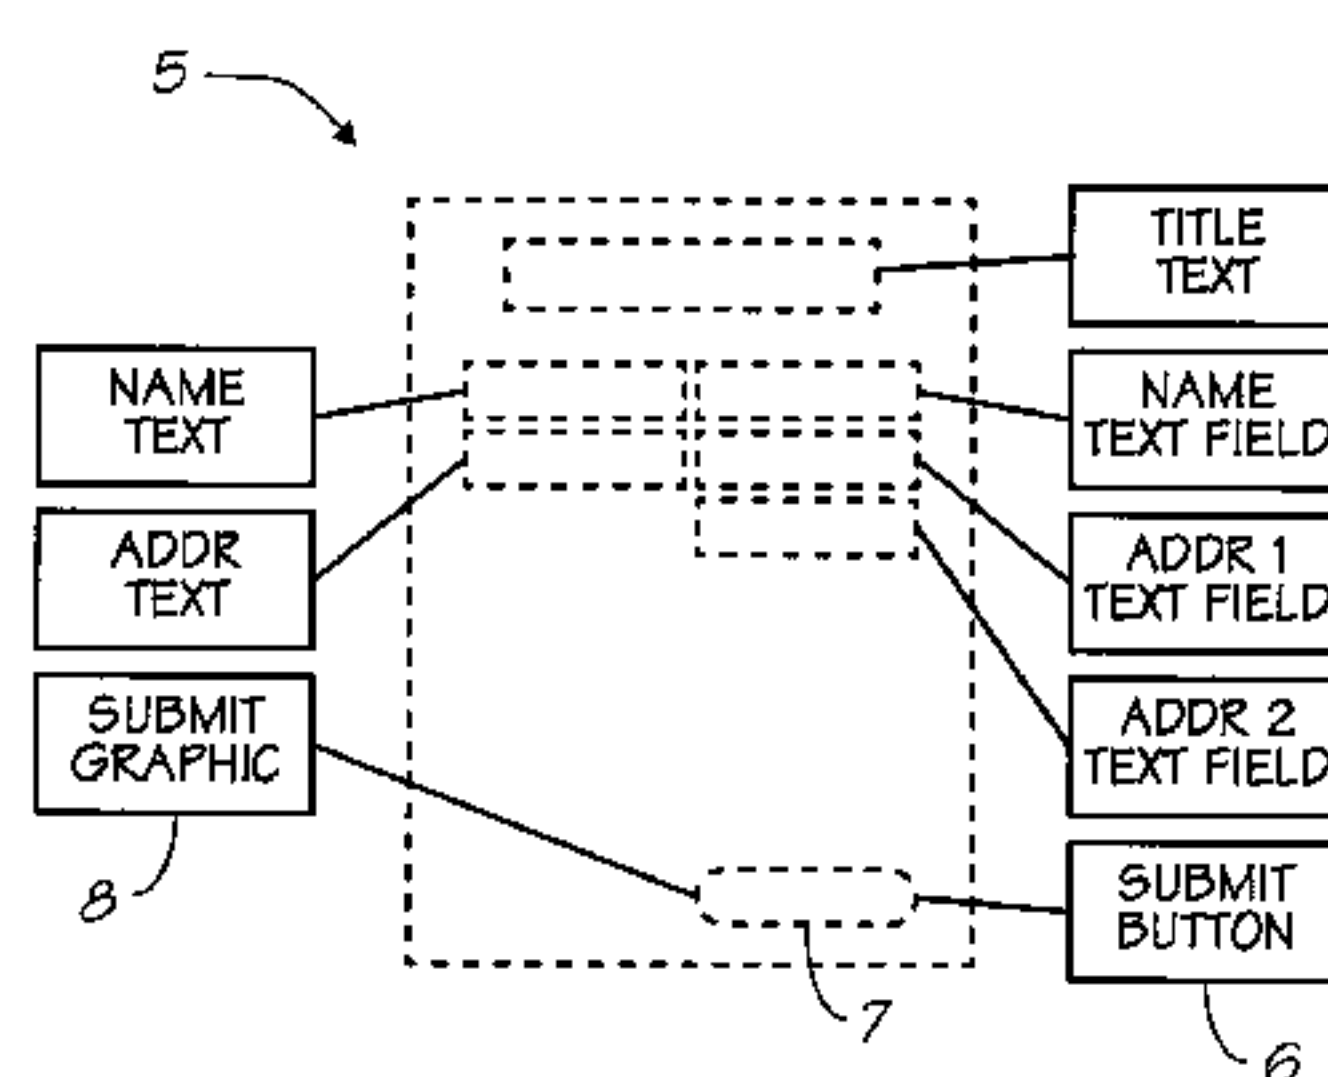 5
TITLE
TEXT
NAME
TEXT
NAME
TEXT FIELD
ADDR
TEXT
ADDR 1
TEXT FIELD
SUBMIT
GRAPHIC
ADDR 2
TEXT FIELD
8
SUBMIT
BUTTON
7
6